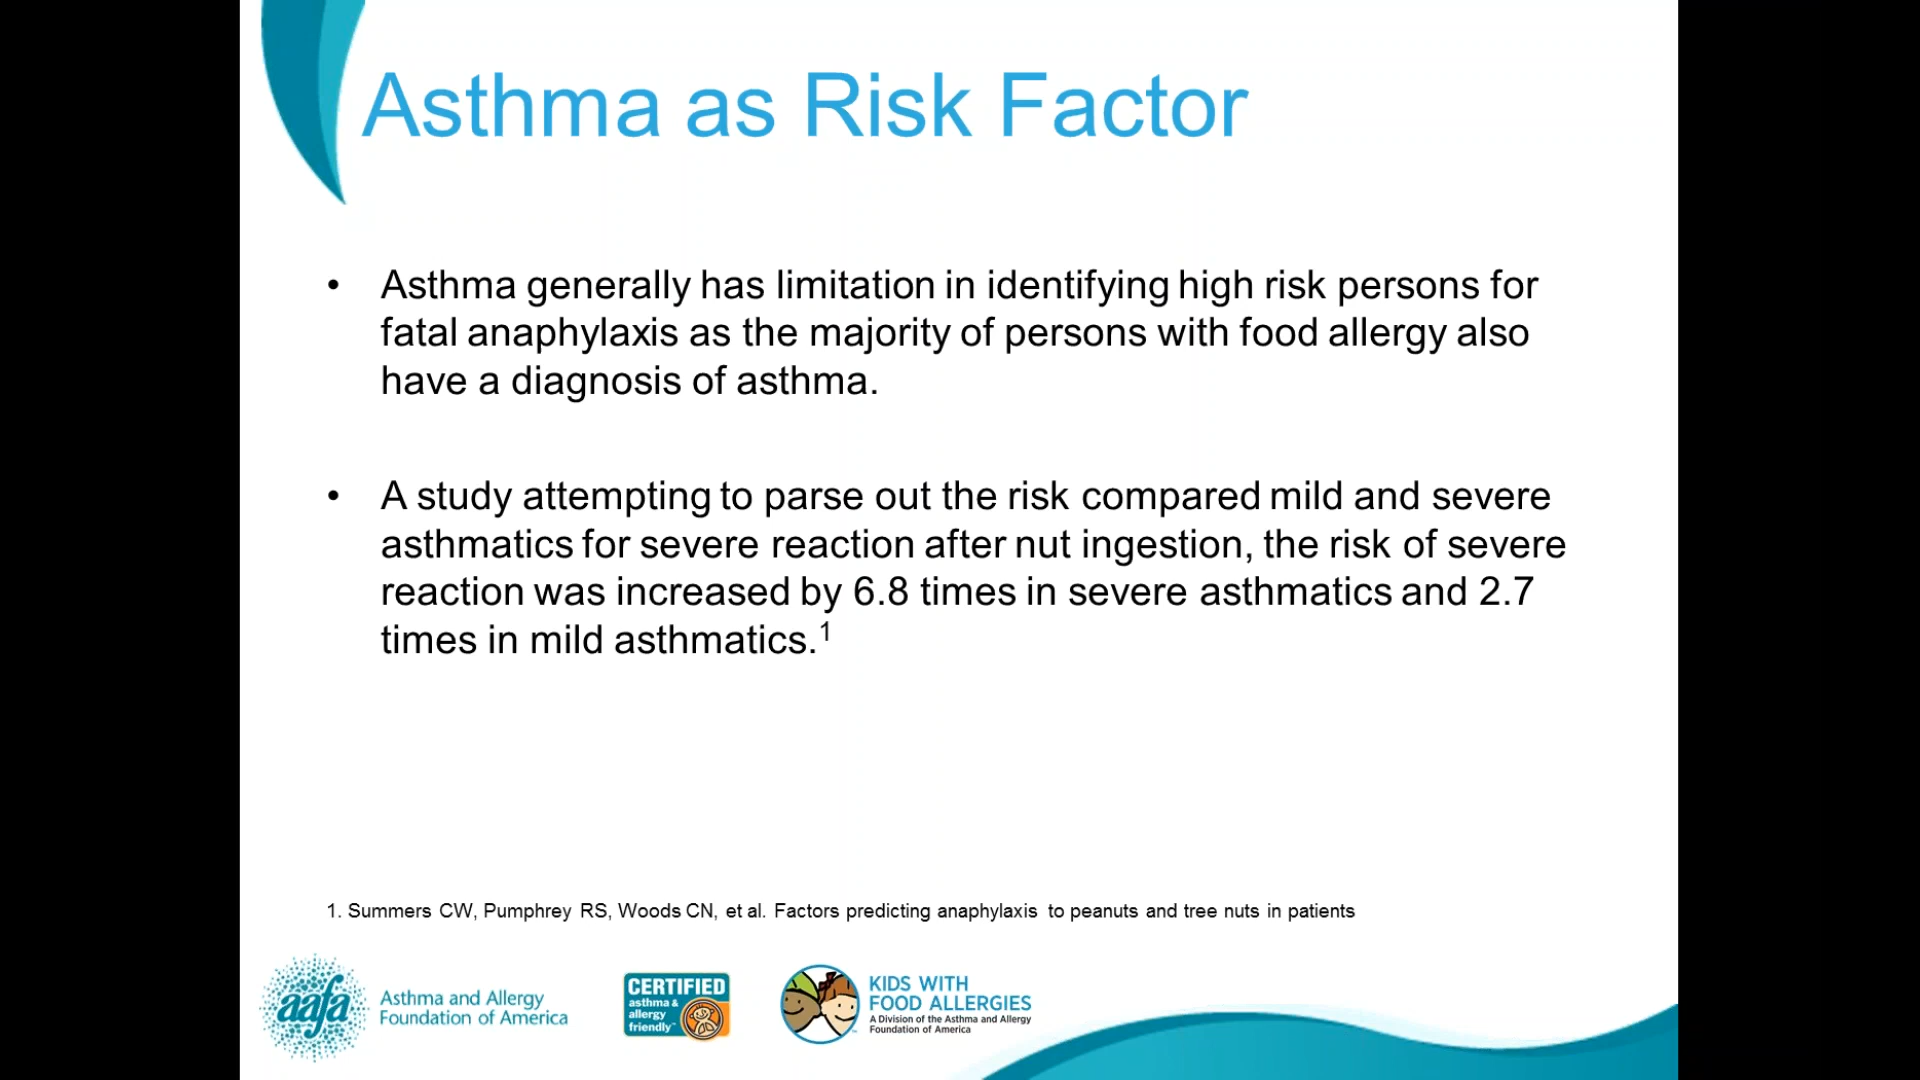 Asthma as Risk Factor
• Asthma generally has limitation in identifying high risk persons for
fatal anaphylaxis as the majority of persons with food allergy also
have a diagnosis of asthma.
• A study attempting to parse out the risk compared mild and severe
asthmatics for severe reaction after nut ingestion, the risk of severe
reaction was increased by 6.8 times in severe asthmatics and 2.7
times in mild asthmatics.¹
1. Summers CW, Pumphrey RS, Woods CN, et al. Factors predicting anaphylaxis to peanuts and tree nuts in patients
aafa
Asthma and Allergy
Foundation of America
CERTIFIED
asthma &
allergy
friendly™
KIDS WITH
FOOD ALLERGIES
A Division of the Asthma and Allergy
Foundation of America